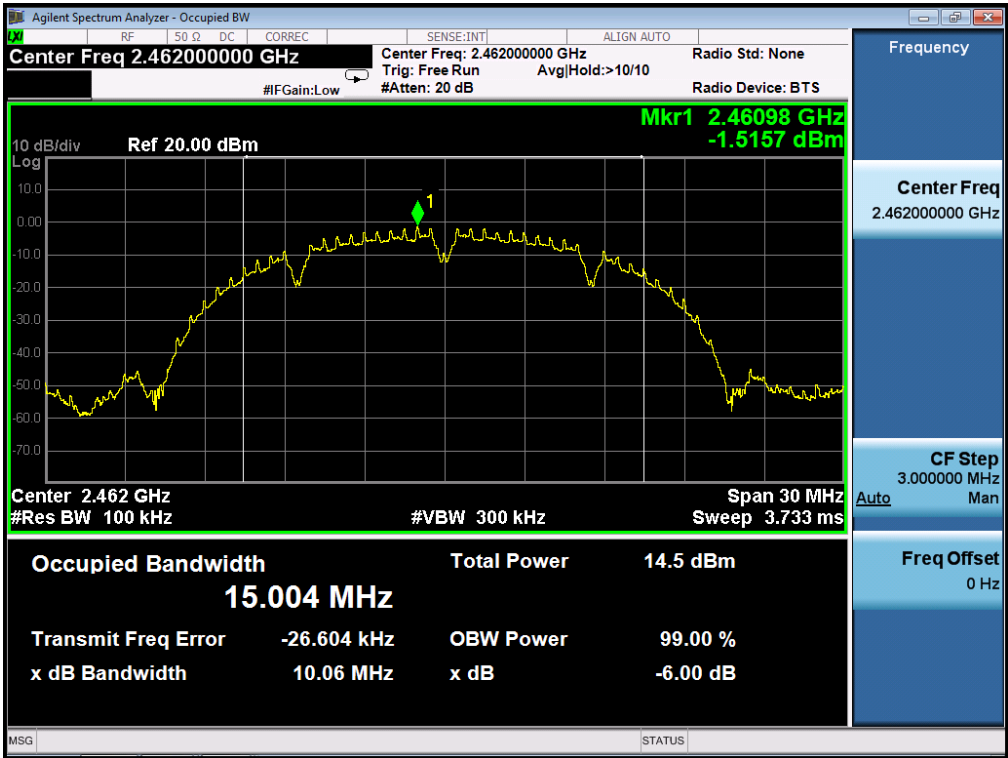 Agilent Spectrum Analyzer - Occupied BW
LXI RF 50 Ω DC CORREC SENSE:INT ALIGN AUTO
Center Freq 2.462000000 GHz
#IFGain:Low
Center Freq: 2.462000000 GHz
Trig: Free Run Avg|Hold:>10/10
#Atten: 20 dB
Radio Std: None
Radio Device: BTS
Mkr1 2.46098 GHz
-1.5157 dBm
10 dB/div Ref 20.00 dBm
Log
10.0
0.00
-10.0
-20.0
-30.0
-40.0
-50.0
-60.0
-70.0
1
Center 2.462 GHz Span 30 MHz
#Res BW 100 kHz #VBW 300 kHz Sweep 3.733 ms
Occupied Bandwidth Total Power 14.5 dBm
15.004 MHz
Transmit Freq Error -26.604 kHz OBW Power 99.00 %
x dB Bandwidth 10.06 MHz x dB -6.00 dB
MSG STATUS
Frequency
Center Freq
2.462000000 GHz
CF Step
3.000000 MHz
Auto Man
Freq Offset
0 Hz